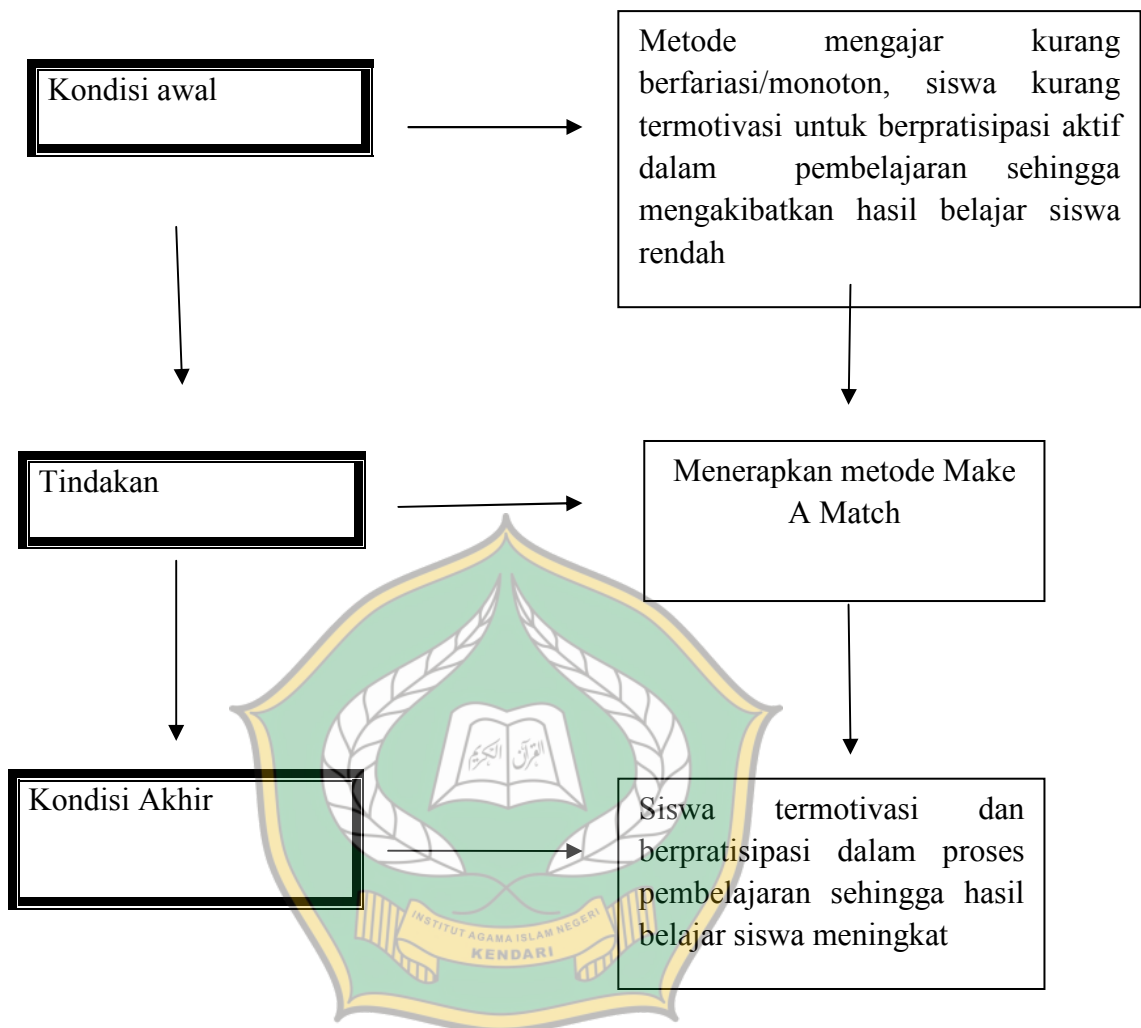 Kondisi awal
Metode mengajar kurang
berfariasi/monoton, siswa kurang
termotivasi untuk berpratisipasi aktif
dalam pembelajaran sehingga
mengakibatkan hasil belajar siswa
rendah
Tindakan
Menerapkan metode Make
A Match
Kondisi Akhir
Siswa termotivasi dan
berpratisipasi dalam proses
pembelajaran sehingga hasil
belajar siswa meningkat
القرآن الكريم
INSTITUT AGAMA ISLAM NEGERI
KENDARI